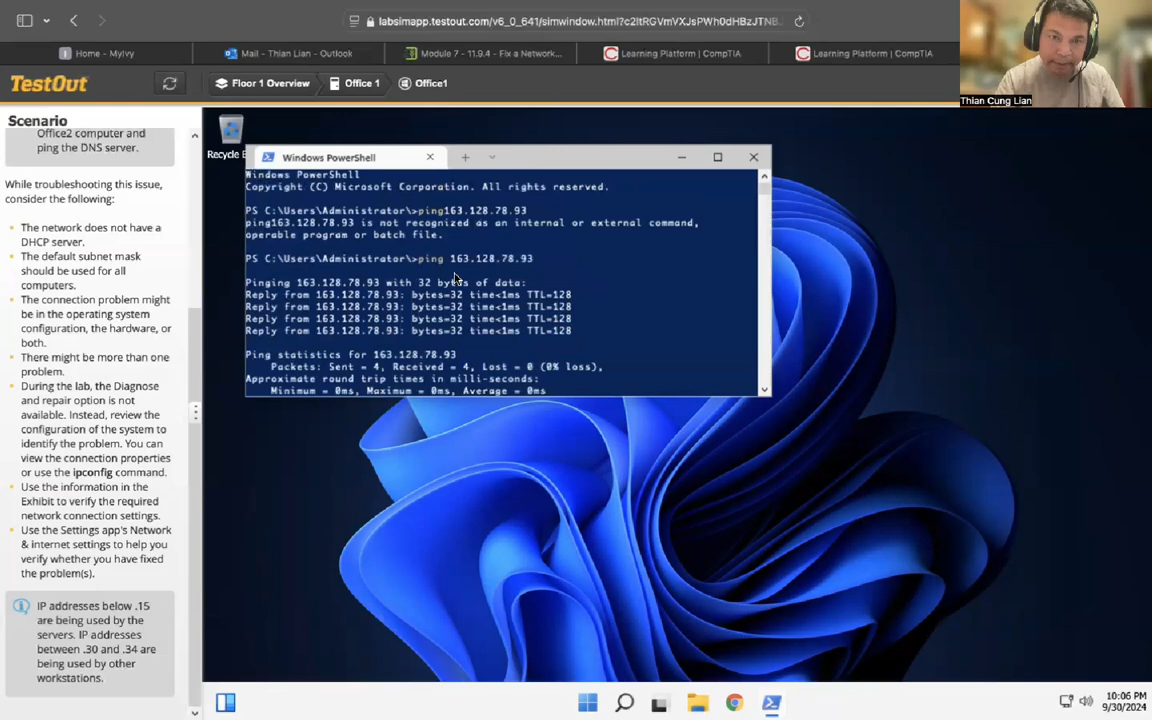 labsimapp.testout.com/v6_0_641/simwindow.html?c2ltRGVmVXJsPWh0dHBzJTNB...
Home - MyIvy
Mail - Thian Lian - Outlook
Module 7 - 11.9.4 - Fix a Network...
Learning Platform | CompTIA
Learning Platform | CompTIA
Thian Cung Lian
TestOut
Floor 1 Overview
Office 1
Office1
Scenario
Office2 computer and
ping the DNS server.
While troubleshooting this issue,
consider the following:
The network does not have a
DHCP server.
The default subnet mask
should be used for all
computers.
The connection problem might
be in the operating system
configuration, the hardware, or
both.
There might be more than one
problem.
During the lab, the Diagnose
and repair option is not
available. Instead, review the
configuration of the system to
identify the problem. You can
view the connection properties
or use the ipconfig command.
Use the information in the
Exhibit to verify the required
network connection settings.
Use the Settings app's Network
& internet settings to help you
verify whether you have fixed
the problem(s).
IP addresses below .15
are being used by the
servers. IP addresses
between .30 and .34 are
being used by other
workstations.
Recycle B
Windows PowerShell
Windows PowerShell
Copyright (C) Microsoft Corporation. All rights reserved.
PS C:\Users\Administrator\>ping163.128.78.93
ping163.128.78.93 is not recognized as an internal or external command,
operable program or batch file.
PS C:\Users\Administrator\>ping 163.128.78.93
Pinging 163.128.78.93 with 32 bytes of data:
Reply from 163.128.78.93: bytes=32 time<1ms TTL=128
Reply from 163.128.78.93: bytes=32 time<1ms TTL=128
Reply from 163.128.78.93: bytes=32 time<1ms TTL=128
Reply from 163.128.78.93: bytes=32 time<1ms TTL=128
Ping statistics for 163.128.78.93
Packets: Sent = 4, Received = 4, Lost = 0 (0% loss),
Approximate round trip times in milli-seconds:
Minimum = 0ms, Maximum = 0ms, Average = 0ms
10:06 PM
9/30/2024